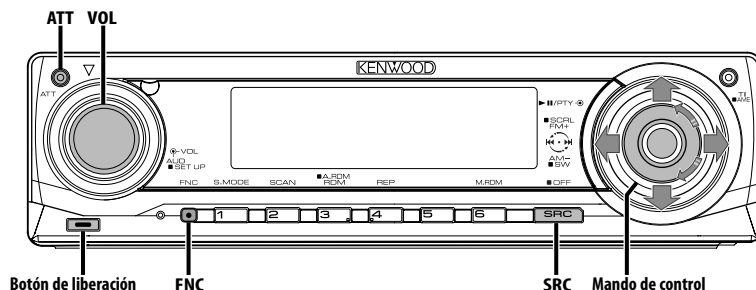 ATT VOL
KENWOOD
ATT
TI
■AME
►II/PTY
■SCRL
FM+
AM–
■SW
VOL
AUD
■SET UP
FNC S.MODE SCAN ■A.RDM RDM REP M.RDM ■OFF
1 2 3 4 5 6 SRC
Botón de liberación FNC SRC Mando de control